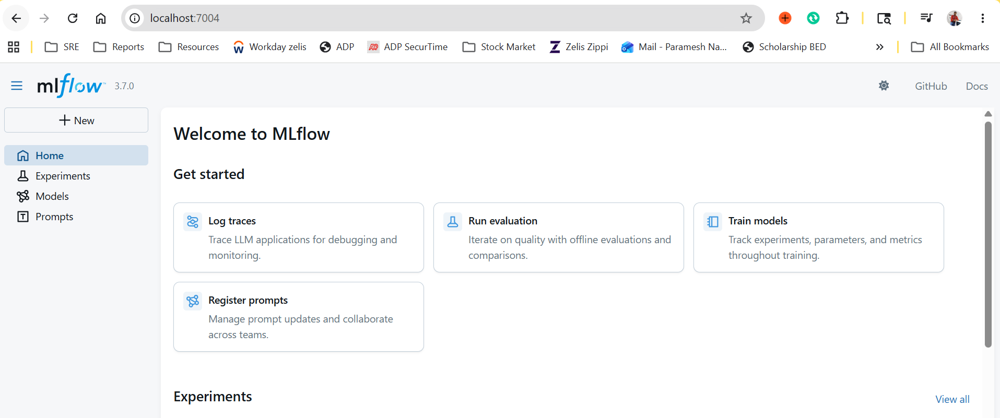 localhost:7004
SRE
Reports
Resources
Workday zelis
ADP
ADP SecurTime
Stock Market
Zelis Zippi
Mail - Paramesh Na...
Scholarship BED
All Bookmarks
mlflow™ 3.7.0
GitHub
Docs
New
Home
Experiments
Models
Prompts
Welcome to MLflow
Get started
Log traces
Trace LLM applications for debugging and
monitoring.
Run evaluation
Iterate on quality with offline evaluations and
comparisons.
Train models
Track experiments, parameters, and metrics
throughout training.
Register prompts
Manage prompt updates and collaborate
across teams.
Experiments
View all